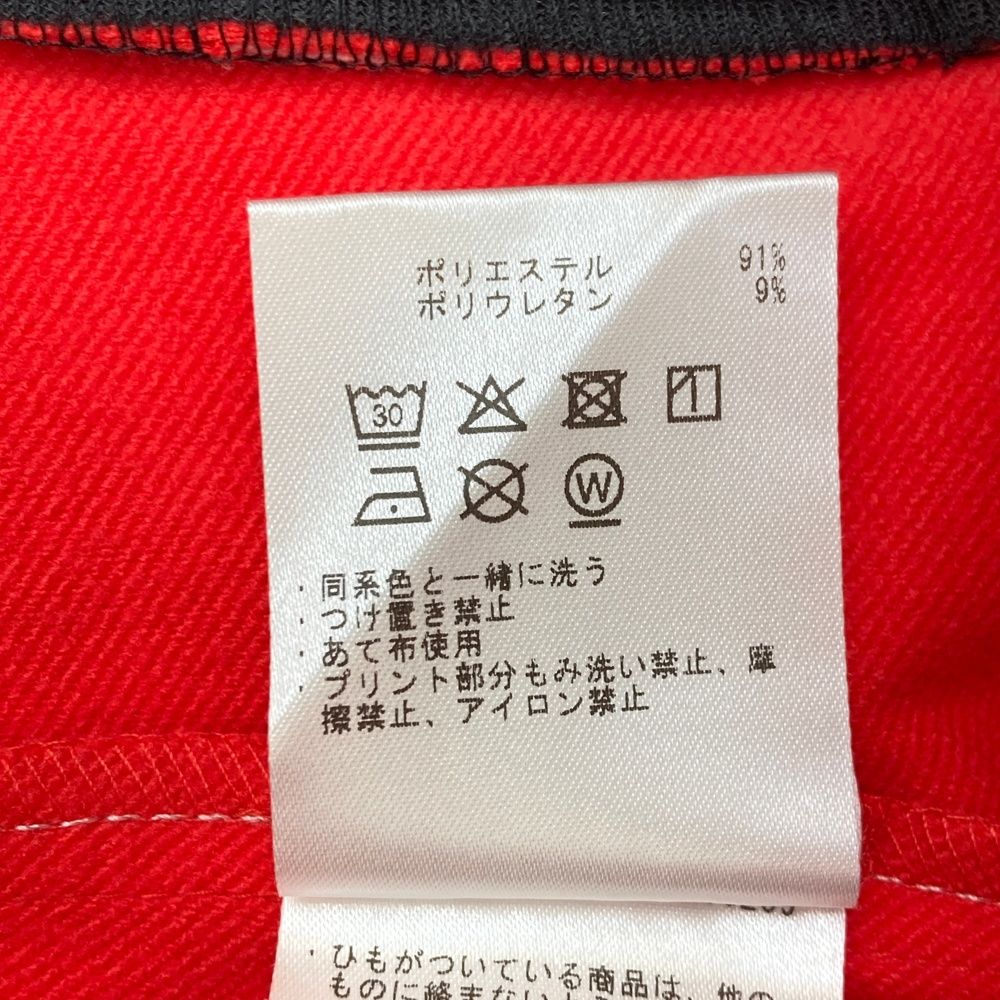 ポリエステル 91%
ポリウレタン 9%
30
1
W
・同系色と一緒に洗う
・つけ置き禁止
・あて布使用
・プリント部分もみ洗い禁止、摩
擦禁止、アイロン禁止
・ひもがついている商品は、他の
ものに絡まない